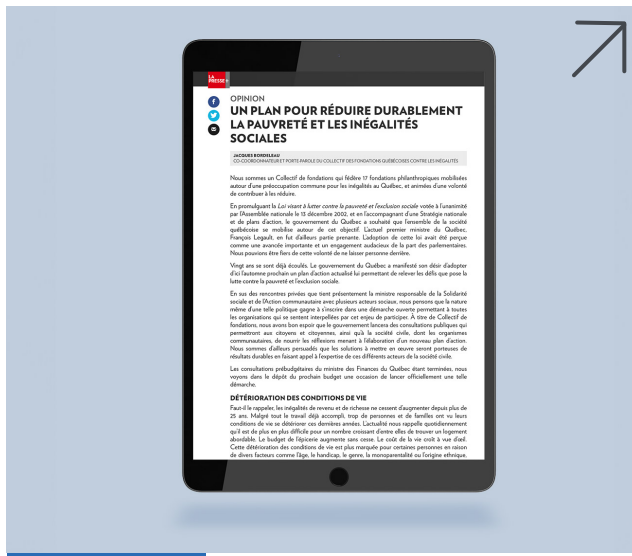 LA
PRESSE+
OPINION
UN PLAN POUR RÉDUIRE DURABLEMENT
LA PAUVRETÉ ET LES INÉGALITÉS
SOCIALES
JACQUES BORDELEAU
CO-COORDONNATEUR ET PORTE PAROLE DU COLLECTIF DES FONDATIONS QUÉBÉCOISES CONTRE LES INÉGALITÉS
Nous sommes un Collectif de fondations qui fédère 17 fondations philanthropiques mobilisées
autour d'une préoccupation commune pour les inégalités au Québec, et animées d'une volonté
de contribuer à les réduire.
En promulguant la Loi visant à lutter contre la pauvreté et l'exclusion sociale votée à l'unanimité
par l'Assemblée nationale le 13 décembre 2002, et en l'accompagnant d'une Stratégie nationale
et de plans d'action, le gouvernement du Québec a souhaité que l'ensemble de la société
québécoise se mobilise autour de cet objectif. L'actuel premier ministre du Québec,
François Legault, en fut d'ailleurs partie prenante. L'adoption de cette loi avait été perçue
comme une avancée importante et un engagement audacieux de la part des parlementaires.
Nous pouvions être fiers de cette volonté de ne laisser personne derrière.
Vingt ans se sont déjà écoulés. Le gouvernement du Québec a manifesté son désir d'adopter
d'ici l'automne prochain un plan d'action actualisé lui permettant de relever les défis que pose la
lutte contre la pauvreté et l'exclusion sociale.
En sus des rencontres privées que tient présentement la ministre responsable de la Solidarité
sociale et de l'Action communautaire avec plusieurs acteurs sociaux, nous pensons que la nature
même d'une telle politique gagne à s'inscrire dans une démarche ouverte permettant à toutes
les organisations qui se sentent interpellées par cet enjeu de participer. À titre de Collectif de
fondations, nous avons bon espoir que le gouvernement lancera des consultations publiques qui
permettront aux citoyens et citoyennes, ainsi qu'à la société civile, dont les organismes
communautaires, de nourrir les réflexions menant à l'élaboration d'un nouveau plan d'action.
Nous sommes d'ailleurs persuadés que les solutions à mettre en œuvre seront porteuses de
résultats durables en faisant appel à l'expertise de ces différents acteurs de la société civile.
Les consultations prébudgétaires du ministre des Finances du Québec étant terminées, nous
voyons dans le dépôt du prochain budget une occasion de lancer officiellement une telle
démarche.
DÉTÉRIORATION DES CONDITIONS DE VIE
Faut-il le rappeler, les inégalités de revenu et de richesse ne cessent d'augmenter depuis plus de
25 ans. Malgré tout le travail déjà accompli, trop de personnes et de familles ont vu leurs
conditions de vie se détériorer ces dernières années. L'actualité nous rappelle quotidiennement
qu'il est de plus en plus difficile pour un nombre croissant d'entre elles de trouver un logement
abordable. Le budget de l'épicerie augmente sans cesse. Le coût de la vie croît à vue d'œil.
Cette détérioration des conditions de vie est plus marquée pour certaines personnes en raison
de divers facteurs comme l'âge, le handicap, le genre, la monoparentalité ou l'origine ethnique.